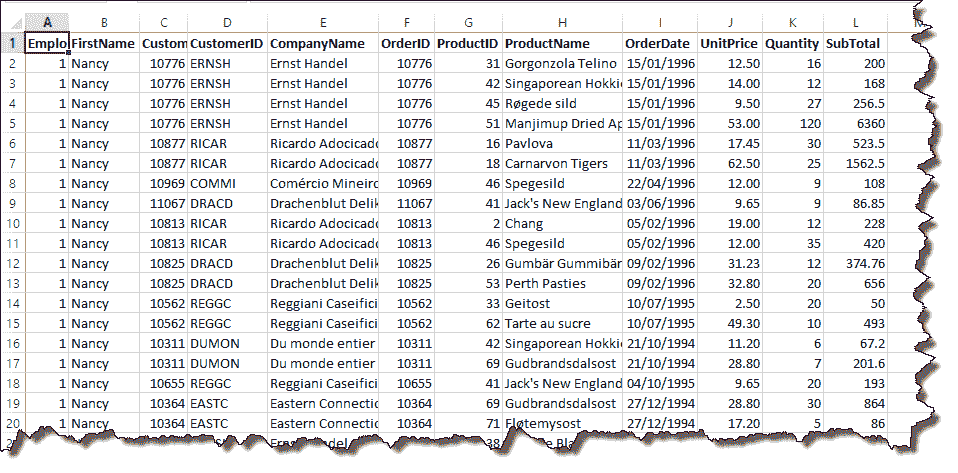 A B C D E F G H I J K L
1 Emplo FirstName Custom CustomerID CompanyName OrderID ProductID ProductName OrderDate UnitPrice Quantity SubTotal
2 1 Nancy 10776 ERNSH Ernst Handel 10776 31 Gorgonzola Telino 15/01/1996 12.50 16 200
3 1 Nancy 10776 ERNSH Ernst Handel 10776 42 Singaporean Hokki 15/01/1996 14.00 12 168
4 1 Nancy 10776 ERNSH Ernst Handel 10776 45 Røgede sild 15/01/1996 9.50 27 256.5
5 1 Nancy 10776 ERNSH Ernst Handel 10776 51 Manjimup Dried Ap 15/01/1996 53.00 120 6360
6 1 Nancy 10877 RICAR Ricardo Adocicado 10877 16 Pavlova 11/03/1996 17.45 30 523.5
7 1 Nancy 10877 RICAR Ricardo Adocicado 10877 18 Carnarvon Tigers 11/03/1996 62.50 25 1562.5
8 1 Nancy 10969 COMMI Comércio Mineiro 10969 46 Spegesild 22/04/1996 12.00 9 108
9 1 Nancy 11067 DRACD Drachenblut Delik 11067 41 Jack's New England 03/06/1996 9.65 9 86.85
10 1 Nancy 10813 RICAR Ricardo Adocicado 10813 2 Chang 05/02/1996 19.00 12 228
11 1 Nancy 10813 RICAR Ricardo Adocicado 10813 46 Spegesild 05/02/1996 12.00 35 420
12 1 Nancy 10825 DRACD Drachenblut Delik 10825 26 Gumbär Gummibär 09/02/1996 31.23 12 374.76
13 1 Nancy 10825 DRACD Drachenblut Delik 10825 53 Perth Pasties 09/02/1996 32.80 20 656
14 1 Nancy 10562 REGGC Reggiani Caseifici 10562 33 Geitost 10/07/1995 2.50 20 50
15 1 Nancy 10562 REGGC Reggiani Caseifici 10562 62 Tarte au sucre 10/07/1995 49.30 10 493
16 1 Nancy 10311 DUMON Du monde entier 10311 42 Singaporean Hokki 21/10/1994 11.20 6 67.2
17 1 Nancy 10311 DUMON Du monde entier 10311 69 Gudbrandsdalsost 21/10/1994 28.80 7 201.6
18 1 Nancy 10655 REGGC Reggiani Caseifici 10655 41 Jack's New England 04/10/1995 9.65 20 193
19 1 Nancy 10364 EASTC Eastern Connectio 10364 69 Gudbrandsdalsost 27/12/1994 28.80 30 864
20 1 Nancy 10364 EASTC Eastern Connectio 10364 71 Fløtemysost 27/12/1994 17.20 5 86